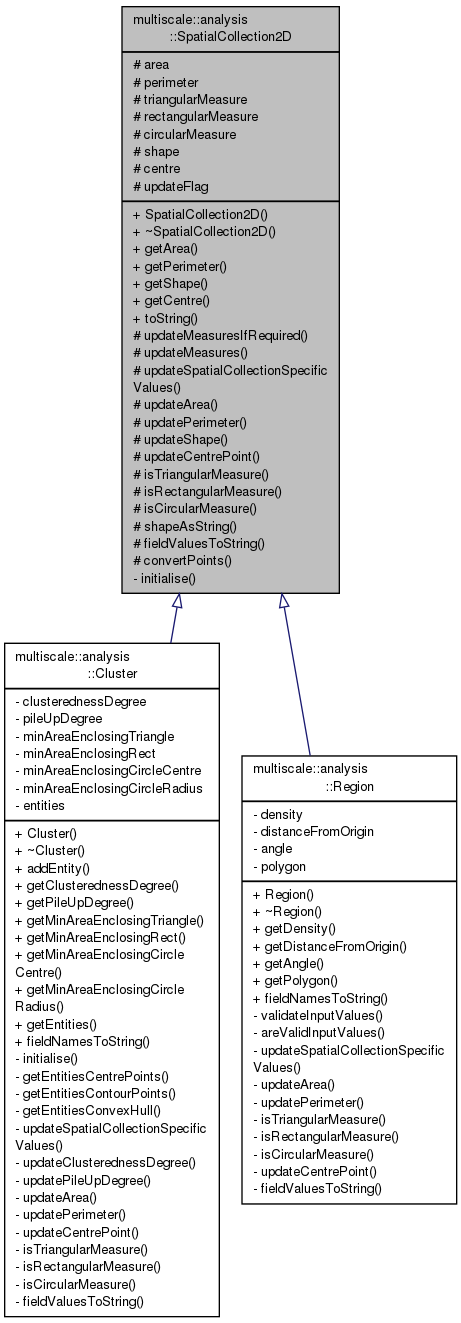 multiscale::analysis
::SpatialCollection2D
# area
# perimeter
# triangularMeasure
# rectangularMeasure
# circularMeasure
# shape
# centre
# updateFlag
+ SpatialCollection2D()
+ ~SpatialCollection2D()
+ getArea()
+ getPerimeter()
+ getShape()
+ getCentre()
+ toString()
# updateMeasuresIfRequired()
# updateMeasures()
# updateSpatialCollectionSpecific
Values()
# updateArea()
# updatePerimeter()
# updateShape()
# updateCentrePoint()
# isTriangularMeasure()
# isRectangularMeasure()
# isCircularMeasure()
# shapeAsString()
# fieldValuesToString()
# convertPoints()
- initialise()
multiscale::analysis
::Cluster
- clusterednessDegree
- pileUpDegree
- minAreaEnclosingTriangle
- minAreaEnclosingRect
- minAreaEnclosingCircleCentre
- minAreaEnclosingCircleRadius
- entities
+ Cluster()
+ ~Cluster()
+ addEntity()
+ getClusterednessDegree()
+ getPileUpDegree()
+ getMinAreaEnclosingTriangle()
+ getMinAreaEnclosingRect()
+ getMinAreaEnclosingCircle
Centre()
+ getMinAreaEnclosingCircle
Radius()
+ getEntities()
+ fieldNamesToString()
- initialise()
- getEntitiesCentrePoints()
- getEntitiesContourPoints()
- getEntitiesConvexHull()
- updateSpatialCollectionSpecific
Values()
- updateClusterednessDegree()
- updatePileUpDegree()
- updateArea()
- updatePerimeter()
- updateCentrePoint()
- isTriangularMeasure()
- isRectangularMeasure()
- isCircularMeasure()
- fieldValuesToString()
multiscale::analysis
::Region
- density
- distanceFromOrigin
- angle
- polygon
+ Region()
+ ~Region()
+ getDensity()
+ getDistanceFromOrigin()
+ getAngle()
+ getPolygon()
+ fieldNamesToString()
- validateInputValues()
- areValidInputValues()
- updateSpatialCollectionSpecific
Values()
- updateArea()
- updatePerimeter()
- isTriangularMeasure()
- isRectangularMeasure()
- isCircularMeasure()
- updateCentrePoint()
- fieldValuesToString()